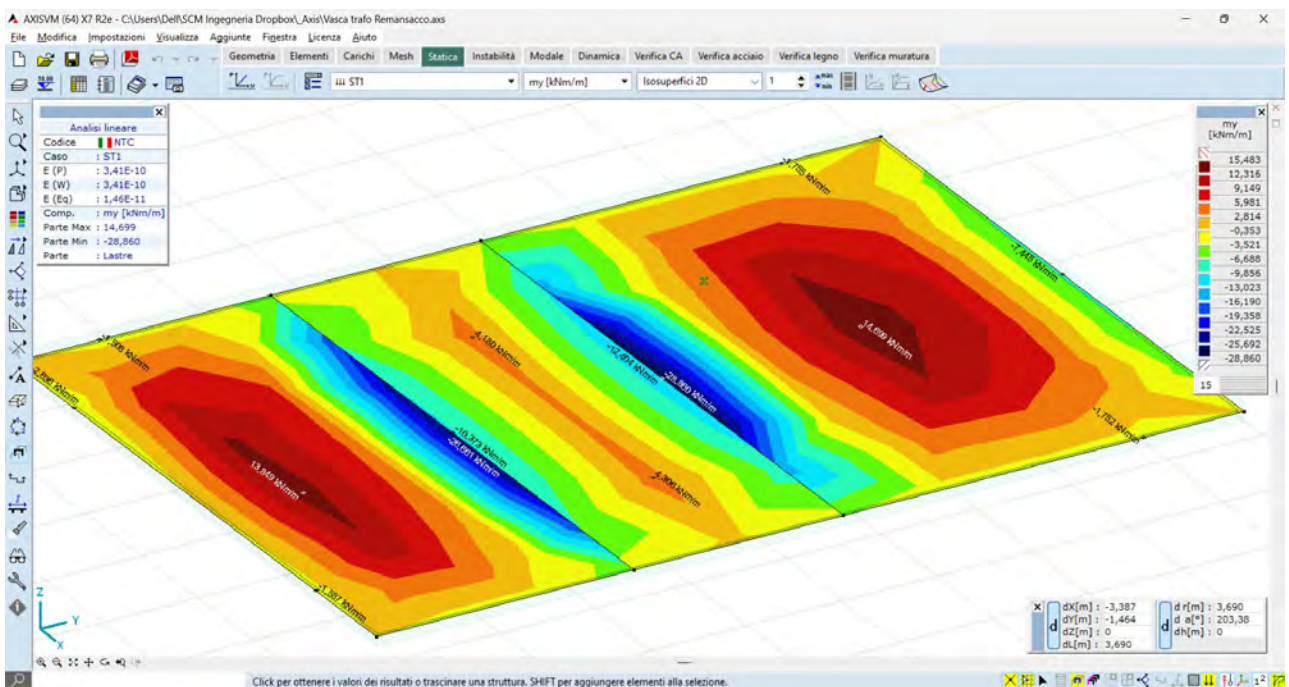 AXISVM (64) X7 R2e - C:\Users\Dell\SCM Ingegneria Dropbox\_Axis\Vasca trafo Remansacco.axs
File Modifica Impostazioni Visualizza Aggiunte Finestra Licenza Aiuto
Geometria Elementi Carichi Mesh Statica Instabilità Modale Dinamica Verifica CA Verifica acciaio Verifica legno Verifica muratura
ST1 my [kNm/m] Isosuperfici 2D 1
Analisi lineare
Codice NTC
Caso : ST1
E (P) : 3,41E-10
E (W) : 3,41E-10
E (Eq) : 1,46E-11
Comp. : my [kNm/m]
Parte Max : 14,699
Parte Min : -28,860
Parte : Lastre
my
[kNm/m]
15,483
12,316
9,149
5,981
2,814
-0,353
-3,521
-6,688
-9,856
-13,023
-16,190
-19,358
-22,525
-25,692
-28,860
15
14,699 kNm/m
-28,860 kNm/m
-1,752 kNm/m
13,849 kNm/m
-1,387 kNm/m
Z
Y
X
d
dX[m] : -3,387
dY[m] : -1,464
dZ[m] : 0
dL[m] : 3,690
d
d r[m] : 3,690
d a[°] : 203,38
dh[m] : 0
Click per ottenere i valori dei risultati o trascinare una struttura. SHIFT per aggiungere elementi alla selezione.